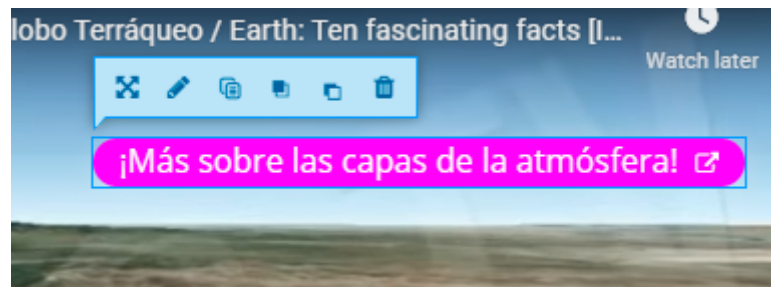 lobo Terráqueo / Earth: Ten fascinating facts [I...
Watch later
¡Más sobre las capas de la atmósfera!